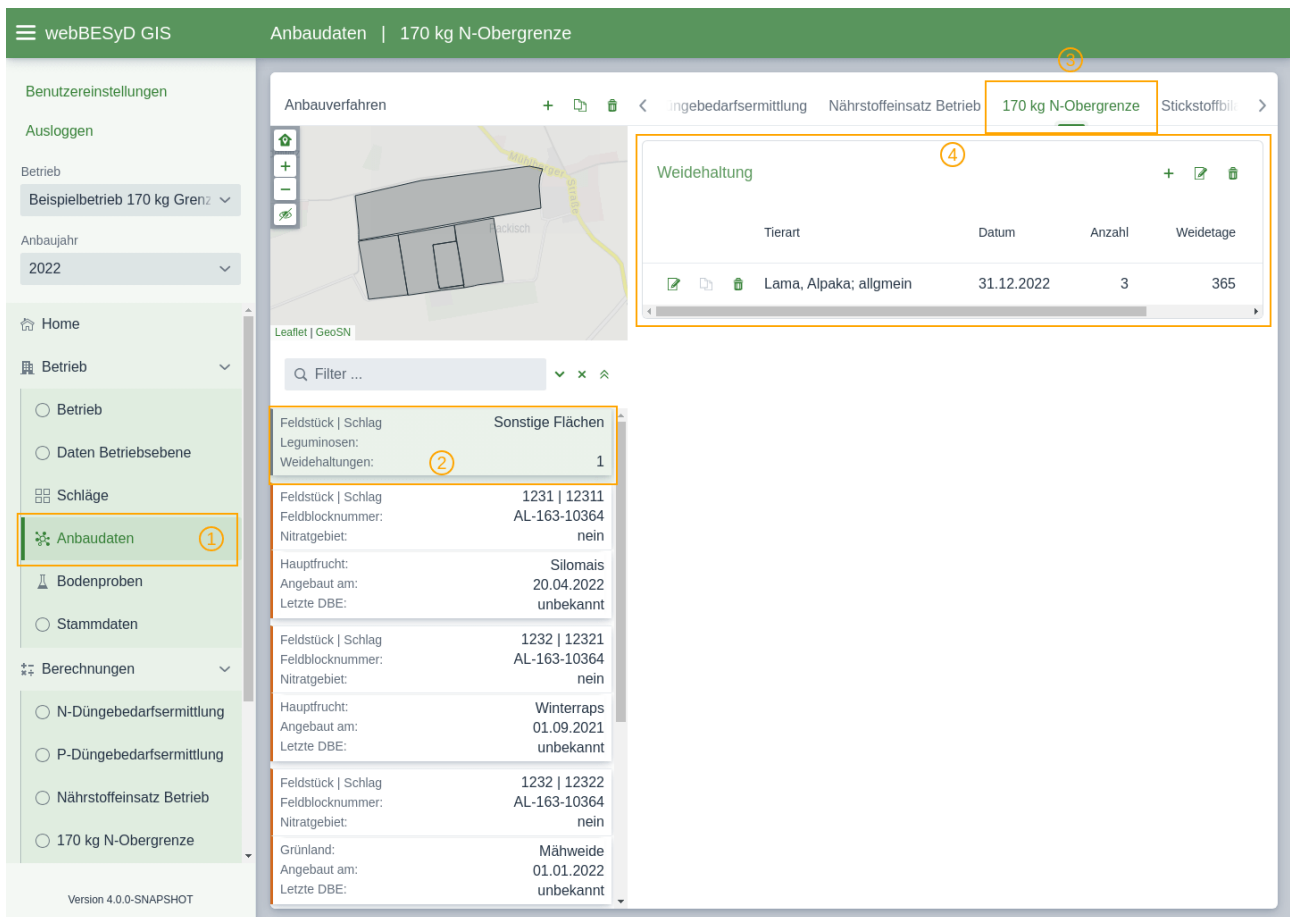 webBESyD GIS
Anbaudaten | 170 kg N-Obergrenze
Benutzereinstellungen
Ausloggen
Betrieb
Beispielbetrieb 170 kg Grenz
Anbaujahr
2022
Home
Betrieb
Betrieb
Daten Betriebsebene
Schläge
Anbaudaten
1
Bodenproben
Stammdaten
Berechnungen
N-Düngebedarfsermittlung
P-Düngebedarfsermittlung
Nährstoffeinsatz Betrieb
170 kg N-Obergrenze
Version 4.0.0-SNAPSHOT
Anbauverfahren
Mühlberger Straße
Packisch
Leaflet | GeoSN
Filter ...
Feldstück | Schlag Sonstige Flächen
Leguminosen:
Weidehaltungen: 1
2
Feldstück | Schlag 1231 | 12311
Feldblocknummer: AL-163-10364
Nitratgebiet: nein
Hauptfrucht: Silomais
Angebaut am: 20.04.2022
Letzte DBE: unbekannt
Feldstück | Schlag 1232 | 12321
Feldblocknummer: AL-163-10364
Nitratgebiet: nein
Hauptfrucht: Winterraps
Angebaut am: 01.09.2021
Letzte DBE: unbekannt
Feldstück | Schlag 1232 | 12322
Feldblocknummer: AL-163-10364
Nitratgebiet: nein
Grünland: Mähweide
Angebaut am: 01.01.2022
Letzte DBE: unbekannt
3
ngebedarfsermittlung Nährstoffeinsatz Betrieb 170 kg N-Obergrenze Stickstoffbil
4
Weidehaltung
Tierart Datum Anzahl Weidetage
Lama, Alpaka; allgmein 31.12.2022 3 365